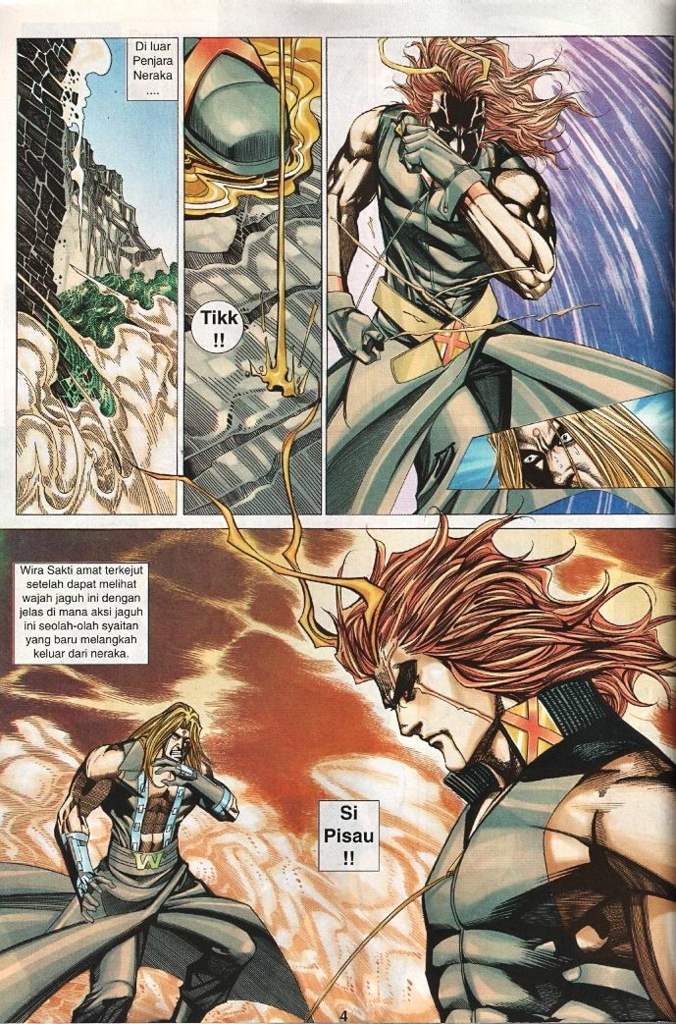 Di luar
Penjara
Neraka
....
Tikk
!!
Wira Sakti amat terkejut
setelah dapat melihat
wajah jaguh ini dengan
jelas di mana aksi jaguh
ini seolah-olah syaitan
yang baru melangkah
keluar dari neraka.
W
Si
Pisau
!!
4